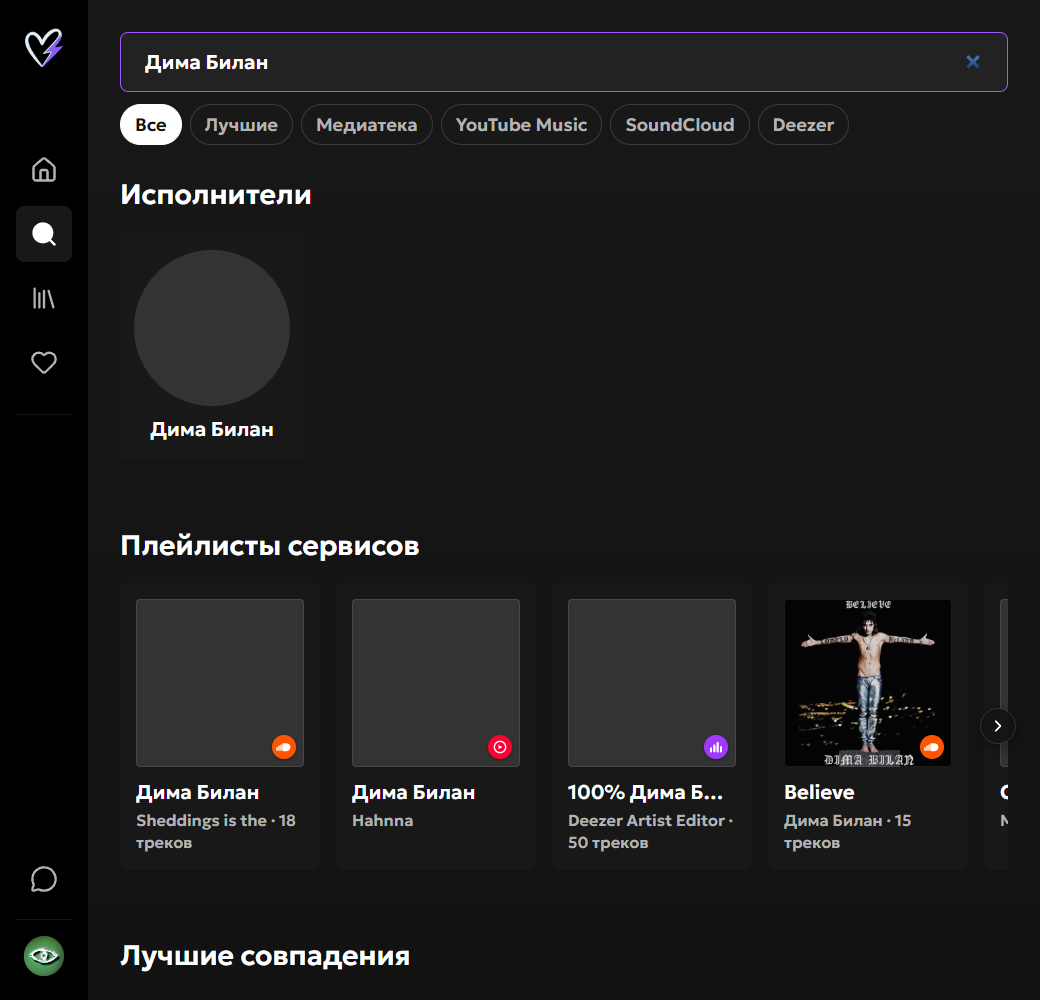 Дима Билан
Все
Лучшие
Медиатека
YouTube Music
SoundCloud
Deezer
Исполнители
Дима Билан
Плейлисты сервисов
BELIEVE
DIMA BILAN
Дима Билан
Sheddings is the · 18
треков
Дима Билан
Hahnna
100% Дима Б...
Deezer Artist Editor ·
50 треков
Believe
Дима Билан · 15
треков
Лучшие совпадения